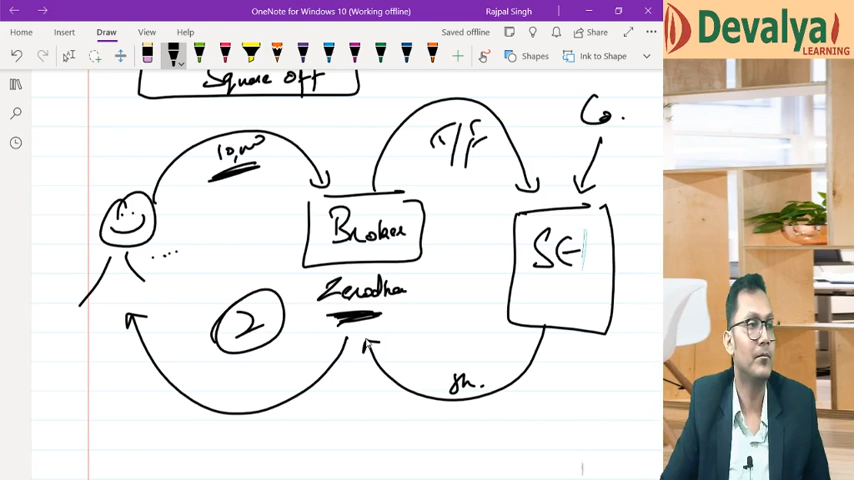 OneNote for Windows 10 (Working offline)
Rajpal Singh
Home Insert Draw View Help
Saved offline
Share
Shapes
Ink to Shape
Devalya
LEARNING
Square off
Co.
10,000
T/F
Broker
SE
Zerodha
2
sh.